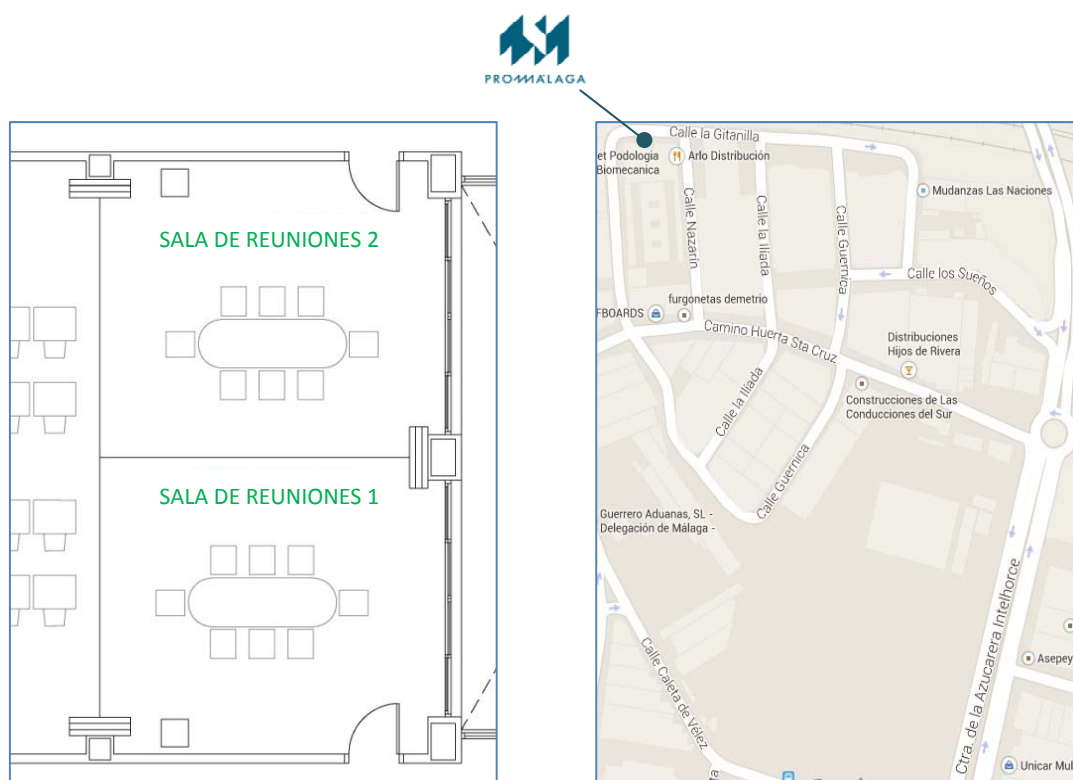 PROMÁLAGA
SALA DE REUNIONES 2
SALA DE REUNIONES 1
Calle la Gitanilla
et Podologia
Biomecanica
Arlo Distribución
Mudanzas Las Naciones
Calle Nazarín
Calle la Ilíada
Calle Guernica
Calle los Sueños
furgonetas demetrio
FBOARDS
Camino Huerta Sta Cruz
Distribuciones
Hijos de Rivera
Calle la Ilíada
Construcciones de Las
Conducciones del Sur
Calle Guernica
Guerrero Aduanas, SL -
Delegación de Málaga -
Ctra. de la Azucarera Intelhorce
Calle Caleta de Vélez
Asepey
Unicar Mul